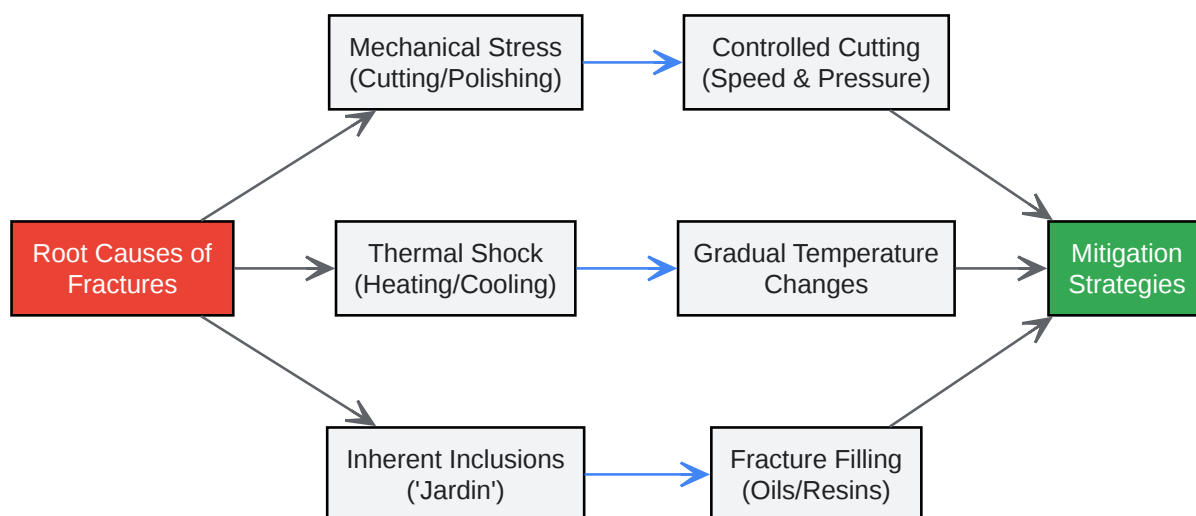 Mechanical Stress
(Cutting/Polishing)
Controlled Cutting
(Speed & Pressure)
Root Causes of
Fractures
Thermal Shock
(Heating/Cooling)
Gradual Temperature
Changes
Mitigation
Strategies
Inherent Inclusions
('Jardin')
Fracture Filling
(Oils/Resins)